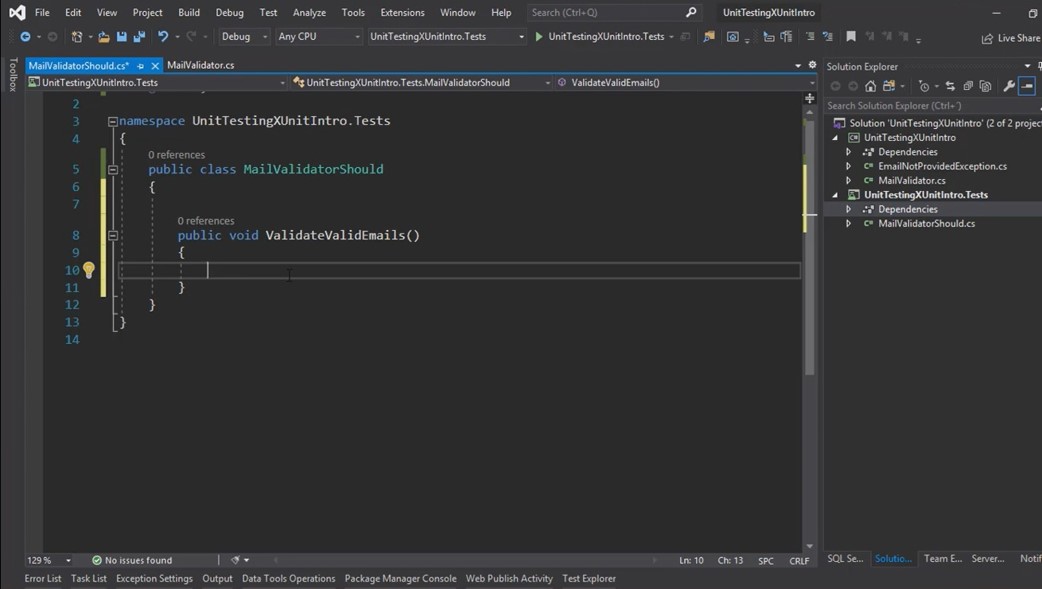 File Edit View Project Build Debug Test Analyze Tools Extensions Window Help Search (Ctrl+Q) UnitTestingXUnitIntro
Debug Any CPU UnitTestingXUnitIntro.Tests UnitTestingXUnitIntro.Tests Live Share
Toolbox
MailValidatorShould.cs* MailValidator.cs
UnitTestingXUnitIntro.Tests UnitTestingXUnitIntro.Tests.MailValidatorShould ValidateValidEmails()
2
3 namespace UnitTestingXUnitIntro.Tests
4 {
0 references
5 public class MailValidatorShould
6 {
7
0 references
8 public void ValidateValidEmails()
9 {
10
11 }
12 }
13 }
14
129 % No issues found Ln: 10 Ch: 13 SPC CRLF
Error List Task List Exception Settings Output Data Tools Operations Package Manager Console Web Publish Activity Test Explorer
Solution Explorer
Search Solution Explorer (Ctrl+')
Solution 'UnitTestingXUnitIntro' (2 of 2 project
UnitTestingXUnitIntro
Dependencies
EmailNotProvidedException.cs
MailValidator.cs
UnitTestingXUnitIntro.Tests
Dependencies
MailValidatorShould.cs
SQL Se... Solutio... Team E... Server... Notif